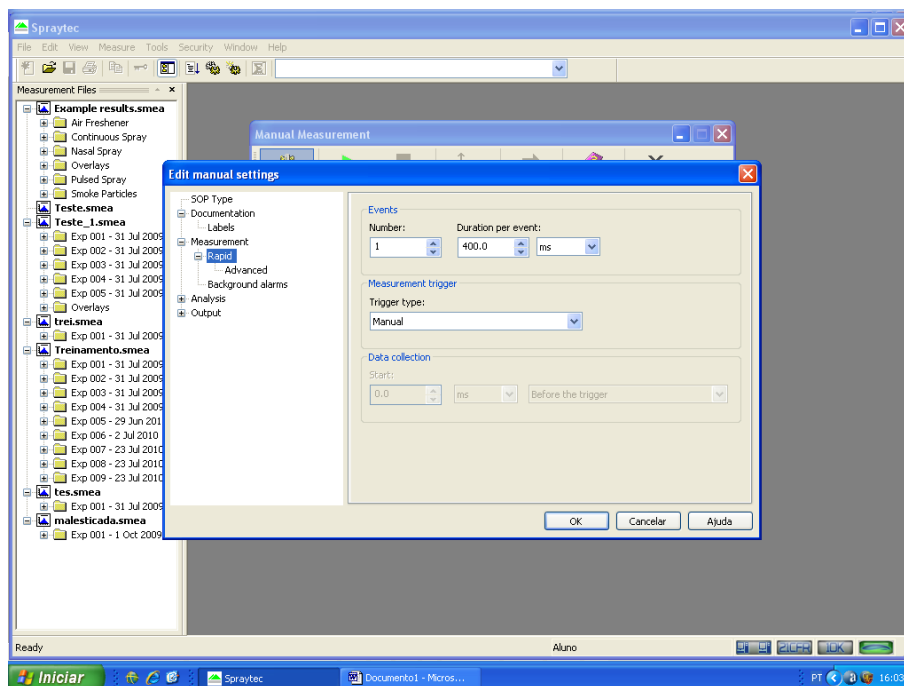 Spraytec
File Edit View Measure Tools Security Window Help
Measurement Files
Example results.smea
Air Freshener
Continuous Spray
Nasal Spray
Overlays
Pulsed Spray
Smoke Particles
Teste.smea
Teste_1.smea
Exp 001 - 31 Jul 2009
Exp 002 - 31 Jul 2009
Exp 003 - 31 Jul 2009
Exp 004 - 31 Jul 2009
Exp 005 - 31 Jul 2009
Overlays
trei.smea
Exp 001 - 31 Jul 2009
Treinamento.smea
Exp 001 - 31 Jul 2009
Exp 002 - 31 Jul 2009
Exp 003 - 31 Jul 2009
Exp 004 - 31 Jul 2009
Exp 005 - 29 Jun 201
Exp 006 - 2 Jul 2010
Exp 007 - 23 Jul 2010
Exp 008 - 23 Jul 2010
Exp 009 - 23 Jul 2010
tes.smea
Exp 001 - 31 Jul 2009
malesticada.smea
Exp 001 - 1 Oct 2009
Manual Measurement
Edit manual settings
SOP Type
Documentation
Labels
Measurement
Rapid
Advanced
Background alarms
Analysis
Output
Events
Number: Duration per event:
1 400.0 ms
Measurement trigger
Trigger type:
Manual
Data collection
Start:
0.0 ms Before the trigger
OK Cancelar Ajuda
Ready Aluno 21CFR 10K
Iniciar Spraytec Documento1 - Micros... PT 16:03